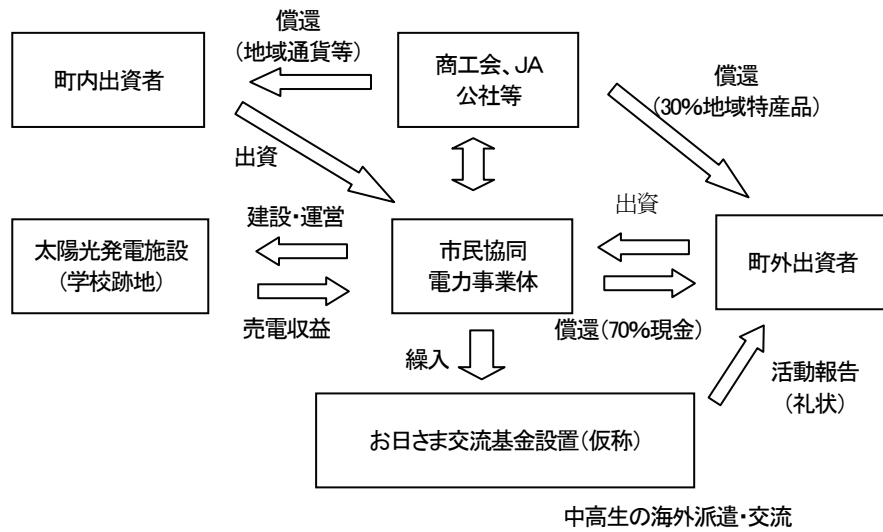 償還
(地域通貨等)
町内出資者
商工会、JA
公社等
償還
(30%地域特産品)
出資
建設・運営
出資
太陽光発電施設
(学校跡地)
市民協同
電力事業体
町外出資者
売電収益
償還(70%現金)
繰入
活動報告
(礼状)
お日さま交流基金設置(仮称)
中高生の海外派遣・交流